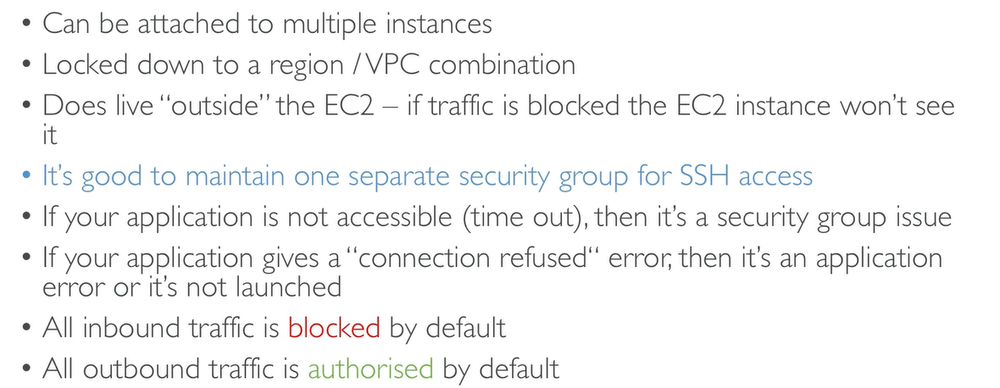 • Can be attached to multiple instances
• Locked down to a region / VPC combination
• Does live “outside” the EC2 – if traffic is blocked the EC2 instance won’t see
it
• It’s good to maintain one separate security group for SSH access
• If your application is not accessible (time out), then it’s a security group issue
• If your application gives a “connection refused“ error, then it’s an application
error or it’s not launched
• All inbound traffic is blocked by default
• All outbound traffic is authorised by default